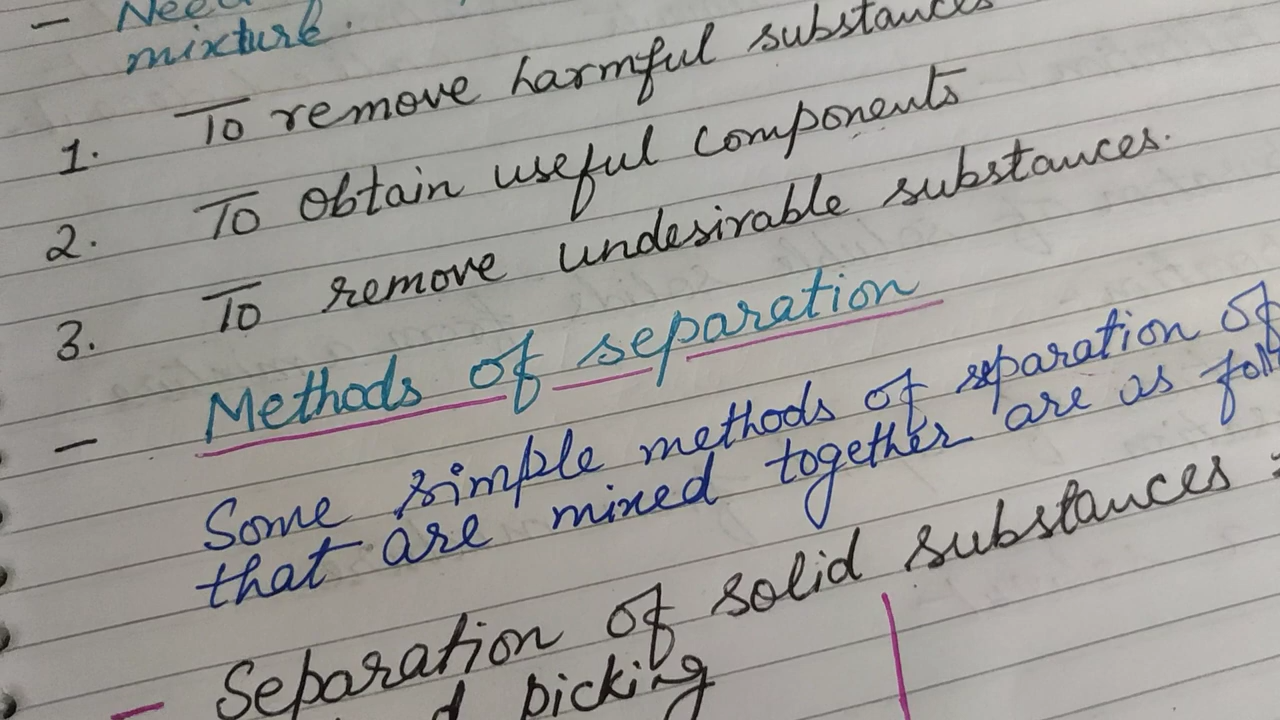 -
mixture.
1. To remove harmful substances
2. To obtain useful components
3. To remove undesirable substances.
- Methods of separation
Some simple methods of separation of
that are mixed together are as
- Separation of solid substances
picking